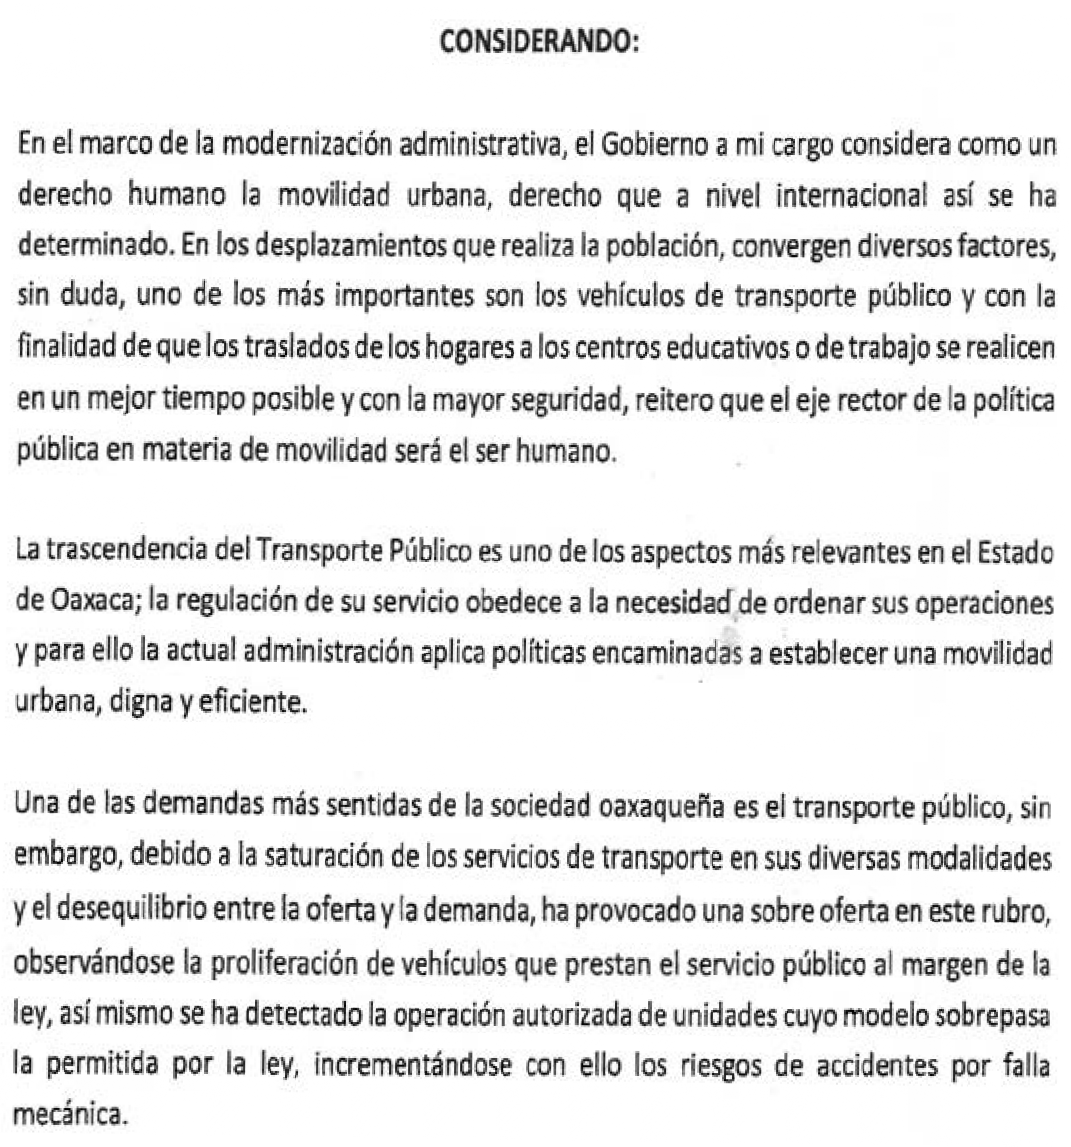 CONSIDERANDO:
En el marco de la modernización administrativa, el Gobierno a mi cargo considera como un
derecho humano la movilidad urbana, derecho que a nivel internacional así se ha
determinado. En los desplazamientos que realiza la población, convergen diversos factores,
sin duda, uno de los más importantes son los vehículos de transporte público y con la
finalidad de que los traslados de los hogares a los centros educativos o de trabajo se realicen
en un mejor tiempo posible y con la mayor seguridad, reitero que el eje rector de la política
pública en materia de movilidad será el ser humano.
La trascendencia del Transporte Público es uno de los aspectos más relevantes en el Estado
de Oaxaca; la regulación de su servicio obedece a la necesidad de ordenar sus operaciones
y para ello la actual administración aplica políticas encaminadas a establecer una movilidad
urbana, digna y eficiente.
Una de las demandas más sentidas de la sociedad oaxaqueña es el transporte público, sin
embargo, debido a la saturación de los servicios de transporte en sus diversas modalidades
y el desequilibrio entre la oferta y la demanda, ha provocado una sobre oferta en este rubro,
observándose la proliferación de vehículos que prestan el servicio público al margen de la
ley, así mismo se ha detectado la operación autorizada de unidades cuyo modelo sobrepasa
la permitida por la ley, incrementándose con ello los riesgos de accidentes por falla
mecánica.